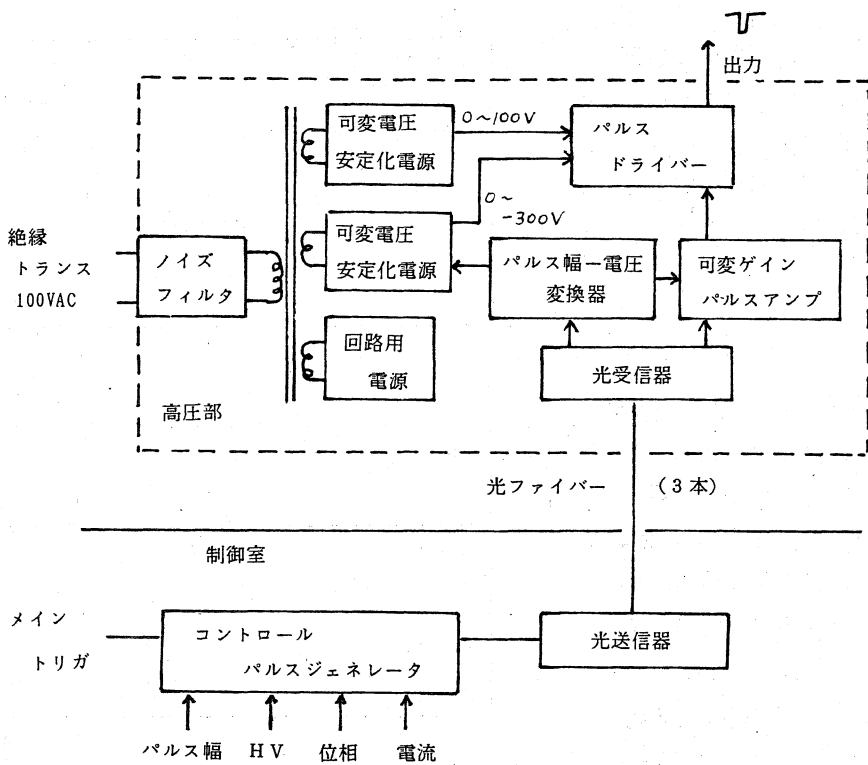 出力
可変電圧
安定化電源
0～100V
パルス
ドライバー
0～
-300V
絶縁
トランス
100VAC
ノイズ
フィルタ
可変電圧
安定化電源
パルス幅ー電圧
変換器
可変ゲイン
パルスアンプ
回路用
電源
光受信器
高圧部
光ファイバー (3本)
制御室
メイン
トリガ
コントロール
パルスジェネレータ
光送信器
パルス幅 HV 位相 電流